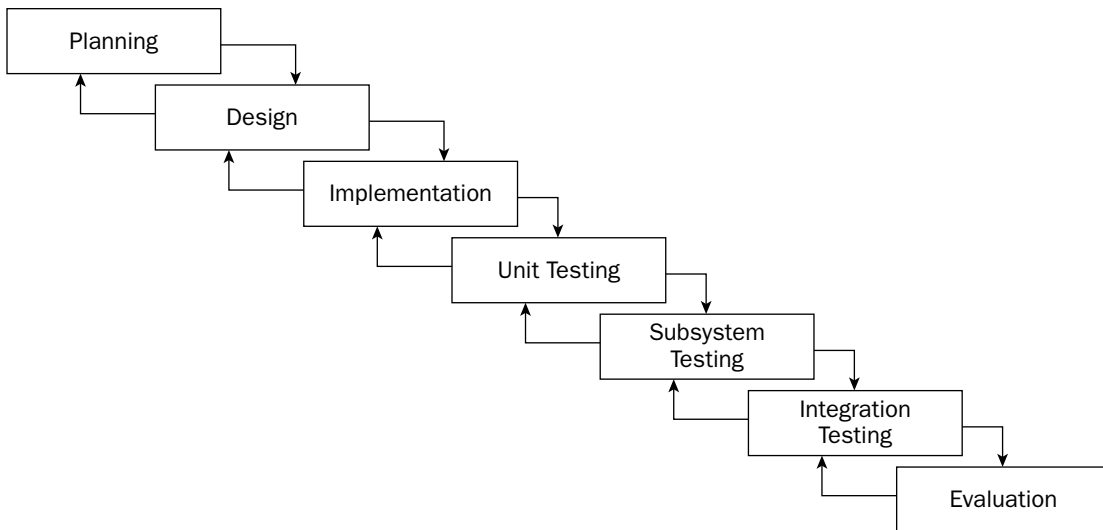 Planning
Design
Implementation
Unit Testing
Subsystem
Testing
Integration
Testing
Evaluation